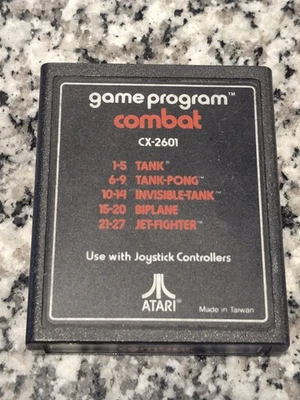 game program™
combat
CX-2601
1-5 TANK®
6-9 TANK-PONG™
10-14 INVISIBLE-TANK™
15-20 BIPLANE
21-27 JET-FIGHTER™
Use with Joystick Controllers
ATARI®
Made in Taiwan